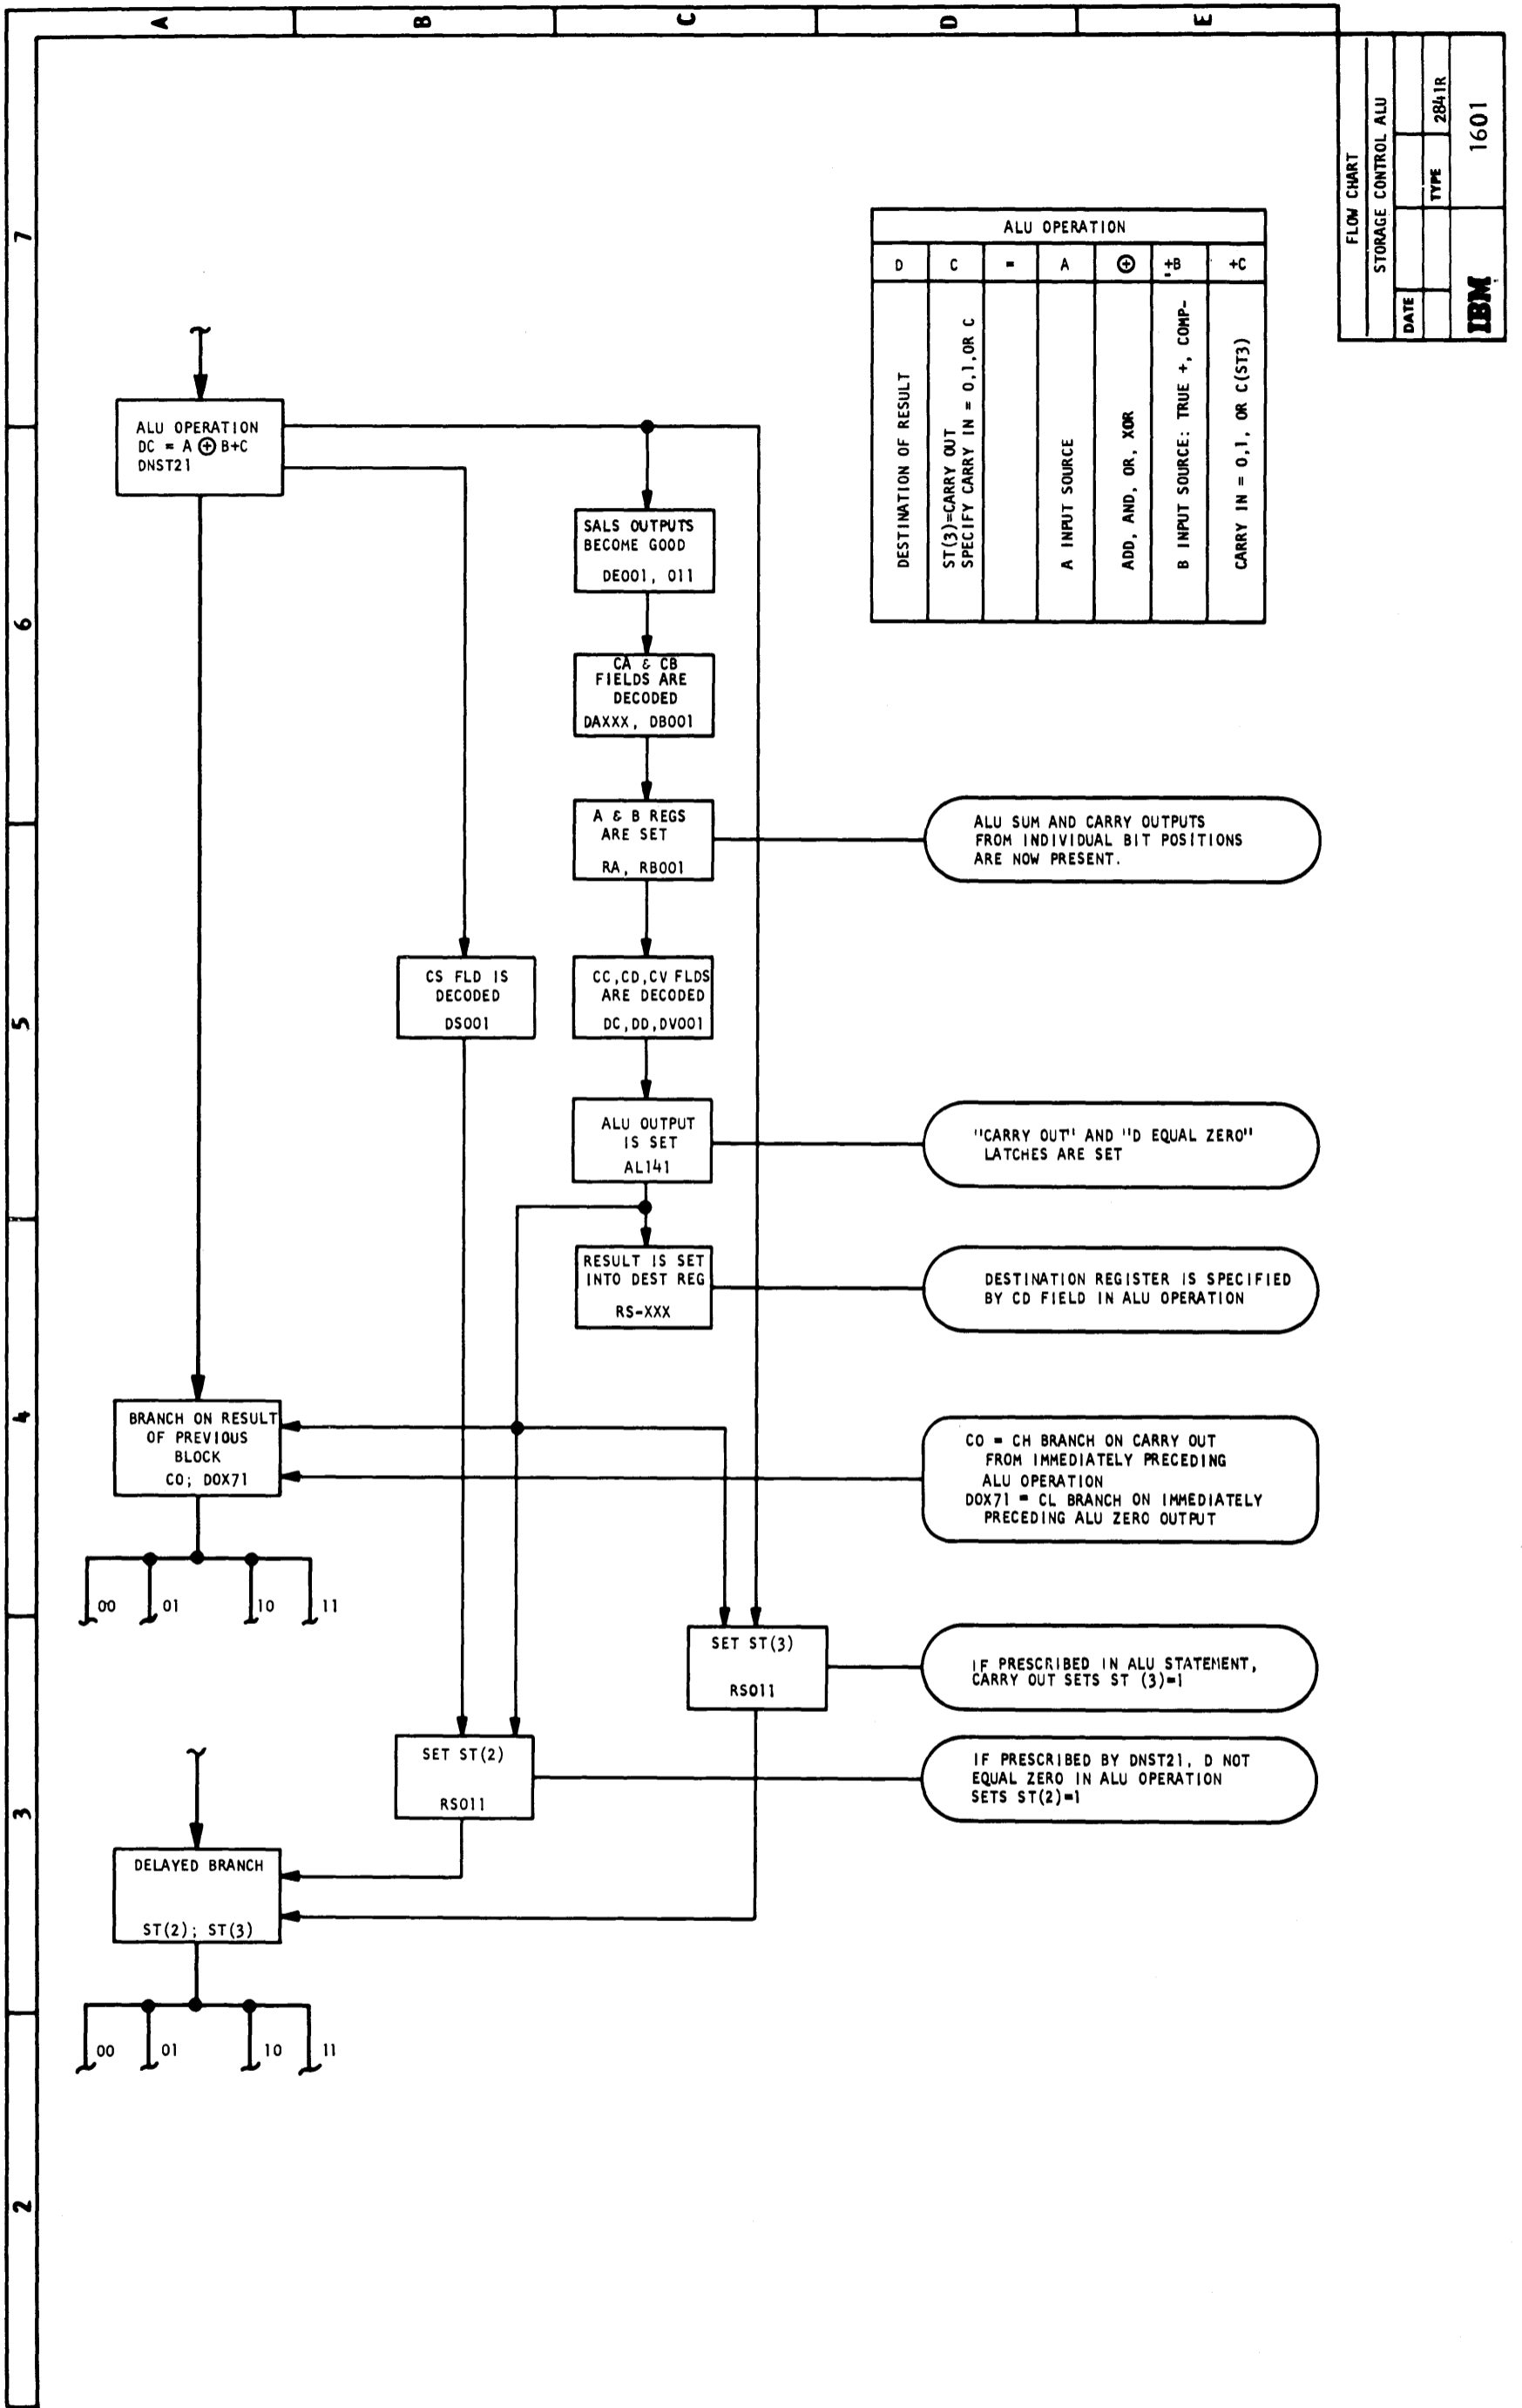 A
B
C
D
E
7
6
5
4
3
2
FLOW CHART
STORAGE CONTROL ALU
DATE
TYPE
2841R
IBM
1601
ALU OPERATION
D
C
=
A
⊕
±B
+C
DESTINATION OF RESULT
ST(3)=CARRY OUT
SPECIFY CARRY IN = 0,1,OR C
A INPUT SOURCE
ADD, AND, OR, XOR
B INPUT SOURCE: TRUE +, COMP-
CARRY IN = 0,1, OR C(ST3)
ALU OPERATION
DC = A ⊕ B+C
DNST21
SALS OUTPUTS
BECOME GOOD
DE001, 011
CA & CB
FIELDS ARE
DECODED
DAXXX, DB001
A & B REGS
ARE SET
RA, RB001
ALU SUM AND CARRY OUTPUTS
FROM INDIVIDUAL BIT POSITIONS
ARE NOW PRESENT.
CS FLD IS
DECODED
DS001
CC,CD,CV FLDS
ARE DECODED
DC,DD,DV001
ALU OUTPUT
IS SET
AL141
"CARRY OUT" AND "D EQUAL ZERO"
LATCHES ARE SET
RESULT IS SET
INTO DEST REG
RS-XXX
DESTINATION REGISTER IS SPECIFIED
BY CD FIELD IN ALU OPERATION
BRANCH ON RESULT
OF PREVIOUS
BLOCK
CO; DOX71
CO = CH BRANCH ON CARRY OUT
FROM IMMEDIATELY PRECEDING
ALU OPERATION
DOX71 = CL BRANCH ON IMMEDIATELY
PRECEDING ALU ZERO OUTPUT
00
01
10
11
SET ST(3)
RS011
IF PRESCRIBED IN ALU STATEMENT,
CARRY OUT SETS ST (3)=1
SET ST(2)
RS011
IF PRESCRIBED BY DNST21, D NOT
EQUAL ZERO IN ALU OPERATION
SETS ST(2)=1
DELAYED BRANCH
ST(2); ST(3)
00
01
10
11